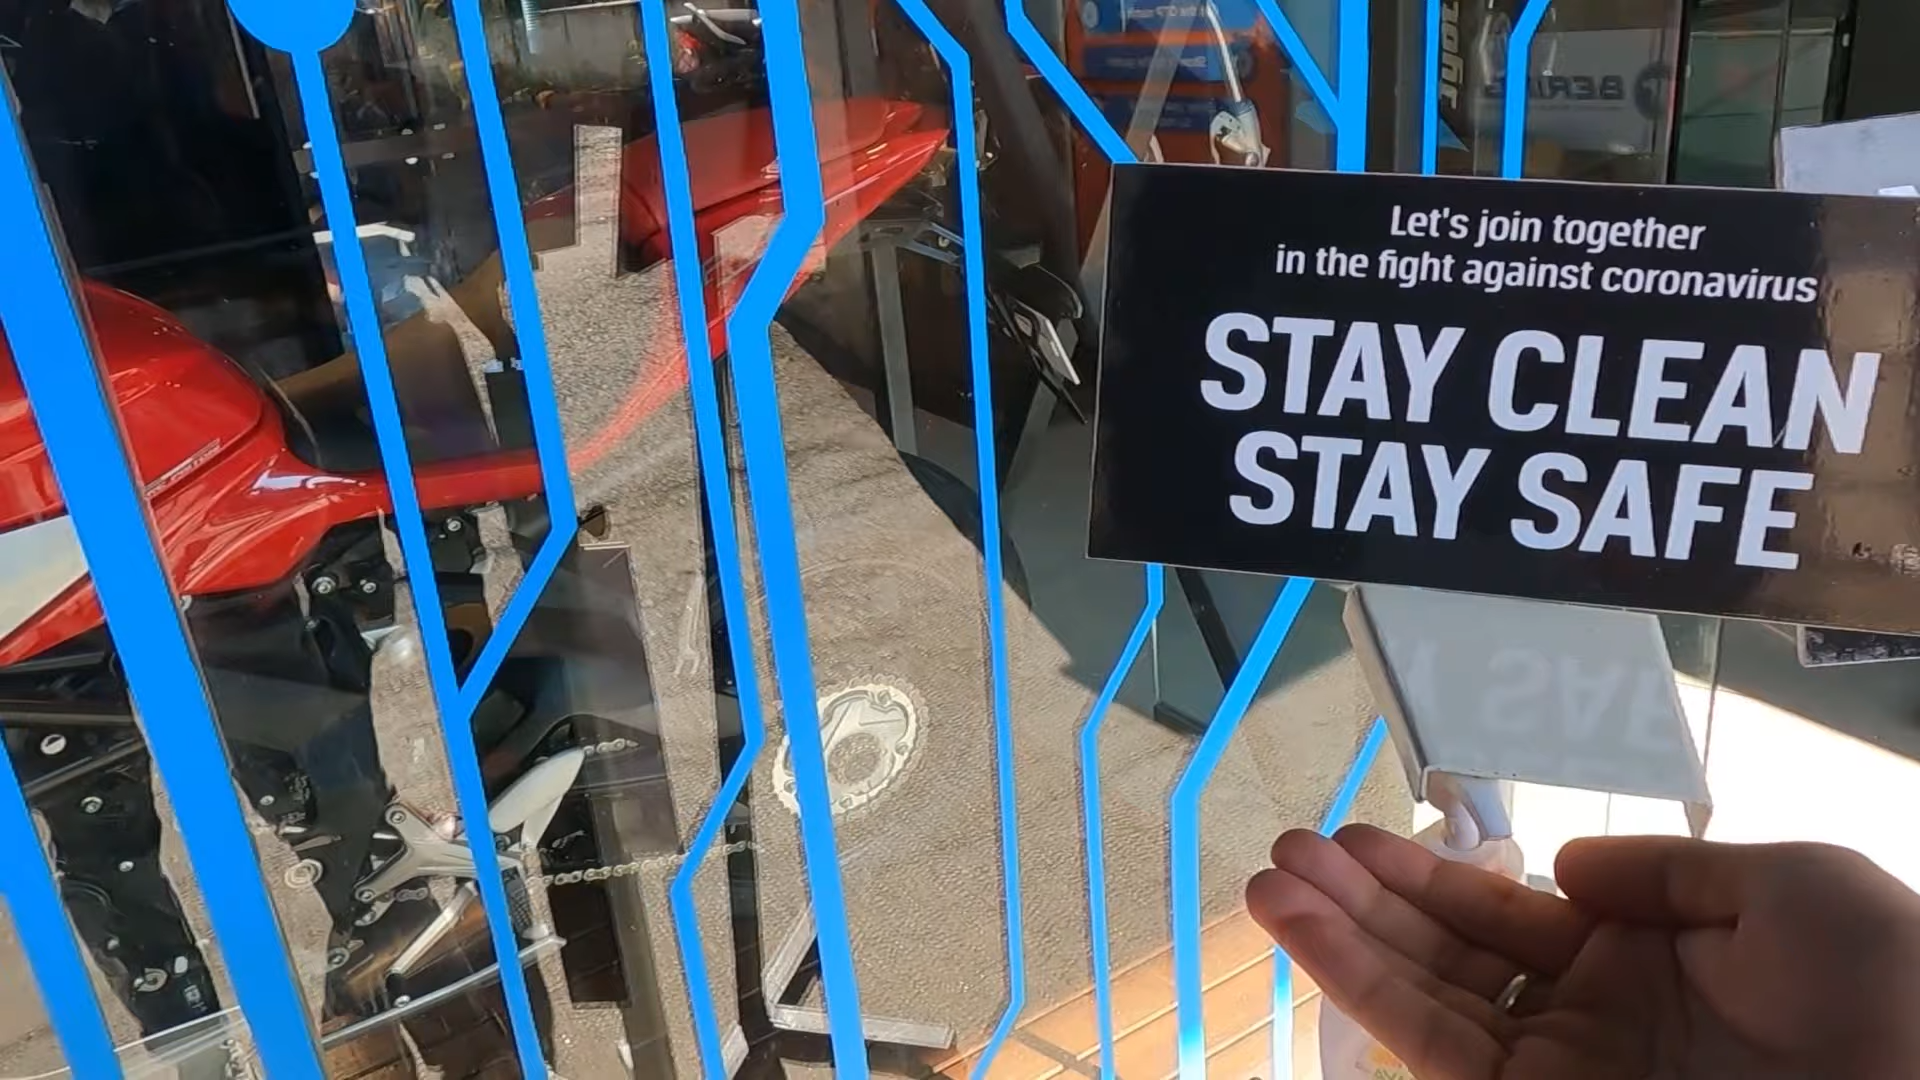 Let's join together
in the fight against coronavirus
STAY CLEAN
STAY SAFE